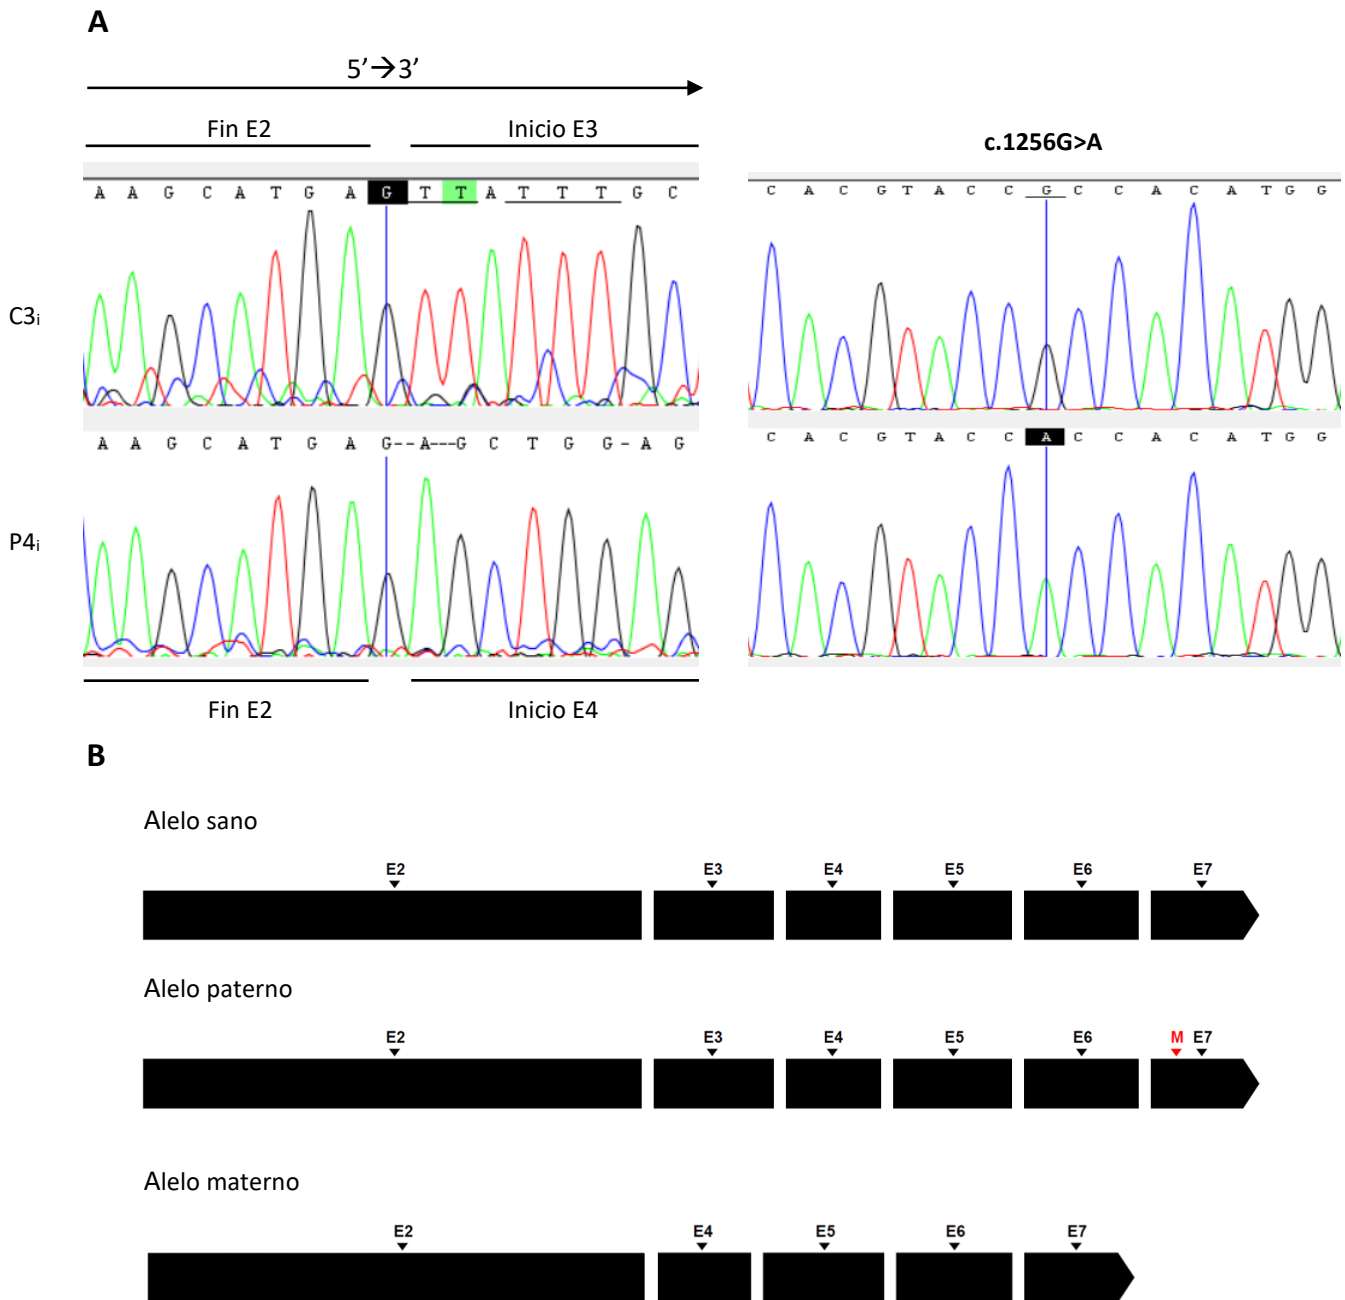 A
5’→3’
Fin E2 Inicio E3
c.1256G>A
A A G C A T G A G T T A T T T G C
C A C G T A C C G C C A C A T G G
C3i
A A G C A T G A G--A---G C T G G-A G
C A C G T A C C A C C A C A T G G
P4i
Fin E2 Inicio E4
B
Alelo sano
E2 E3 E4 E5 E6 E7
Alelo paterno
E2 E3 E4 E5 E6 M E7
Alelo materno
E2 E4 E5 E6 E7